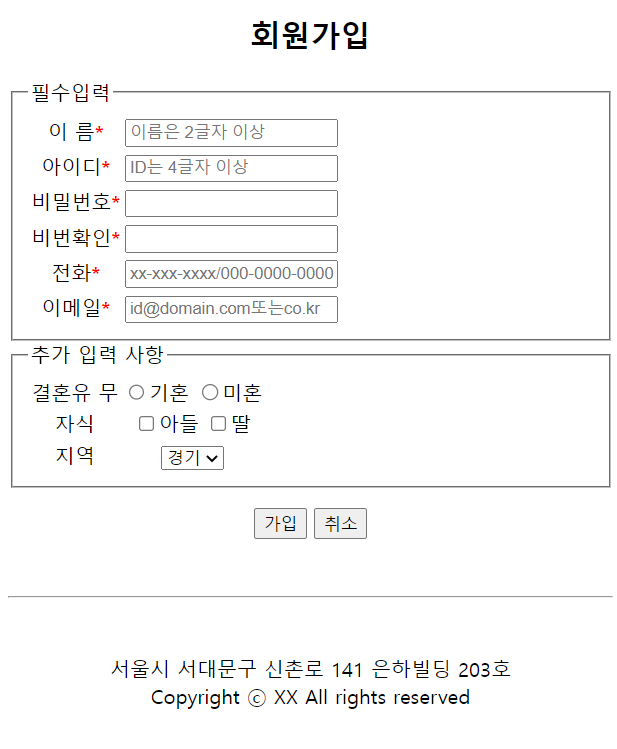 회원가입
필수입력
이 름* 이름은 2글자 이상
아이디* ID는 4글자 이상
비밀번호*
비번확인*
전화* xx-xxx-xxxx/000-0000-0000
이메일* id@domain.com또는co.kr
추가 입력 사항
결혼유 무 기혼 미혼
자식 아들 딸
지역 경기
가입 취소
서울시 서대문구 신촌로 141 은하빌딩 203호
Copyright ⓒ XX All rights reserved